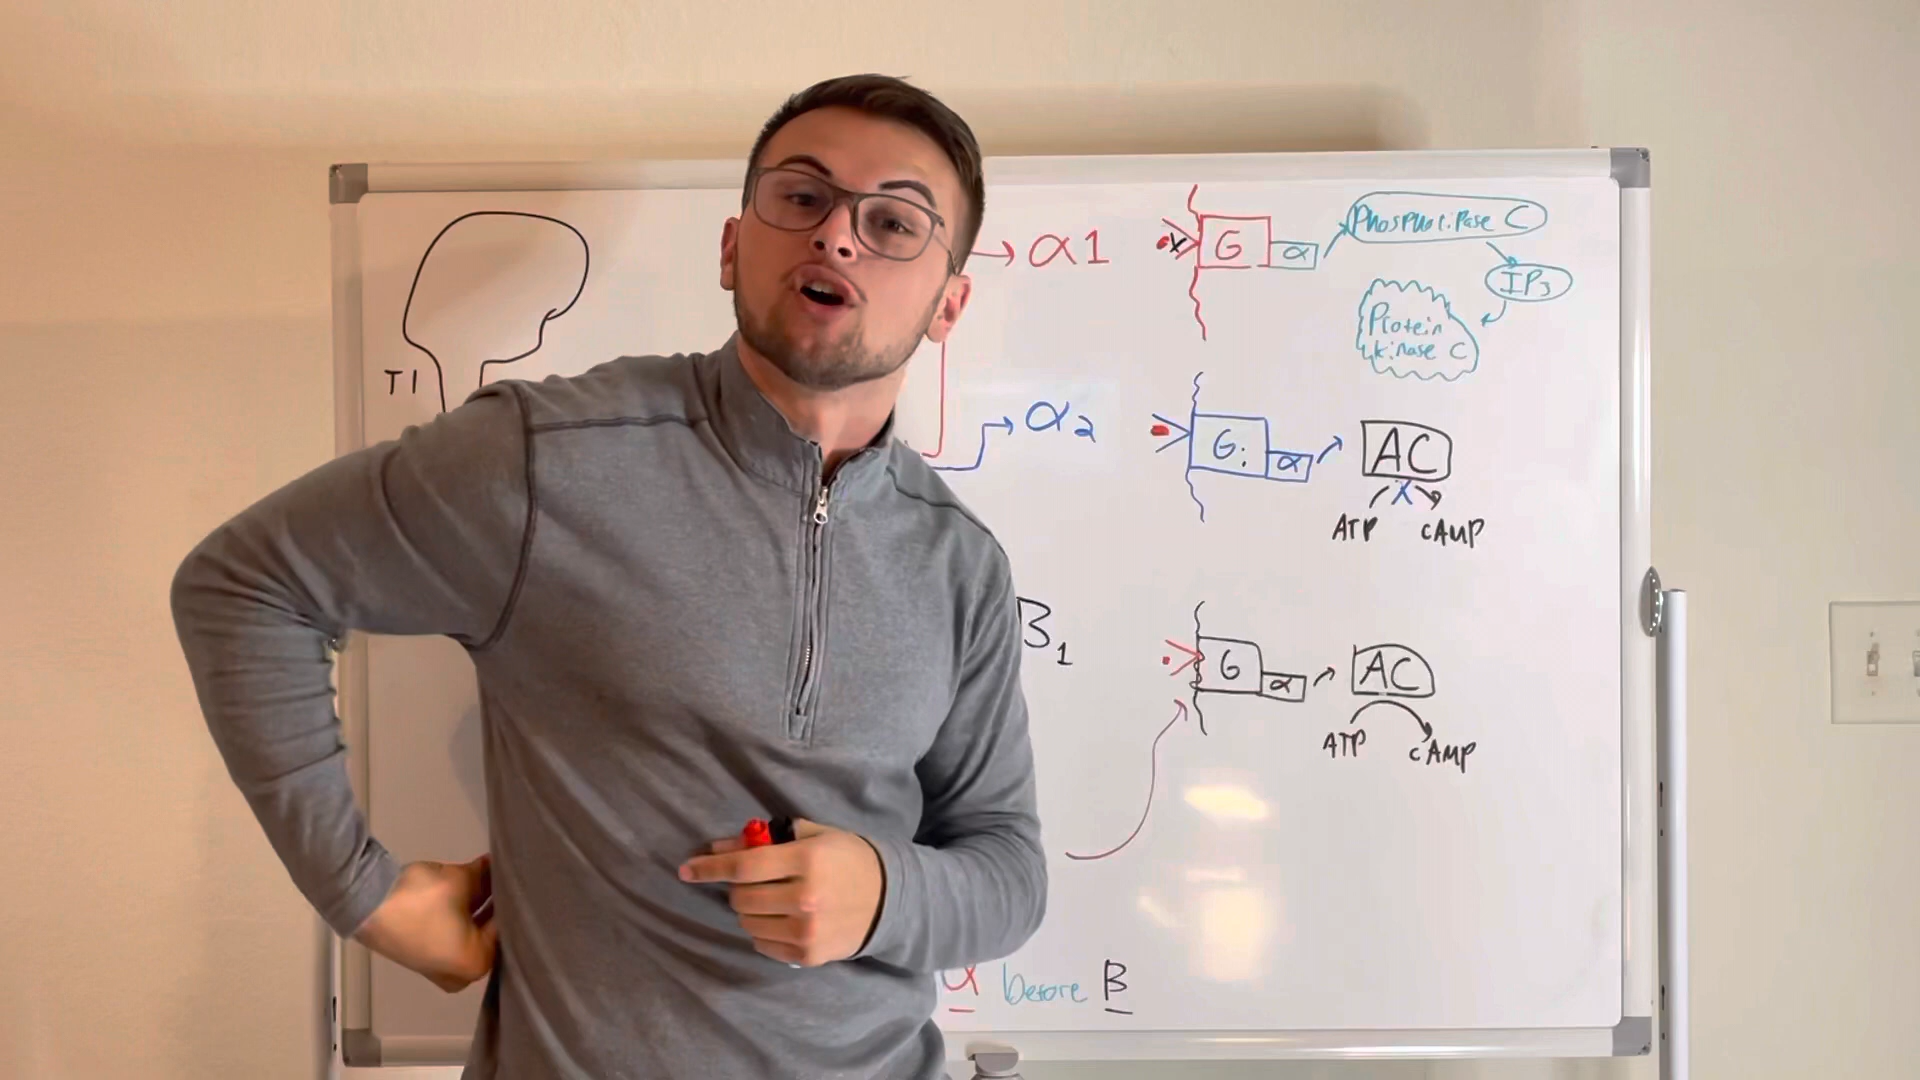 T1
α1
G
α
Phospholipase C
IP3
Protein
kinase C
α2
Gi
α
AC
X
ATP
cAMP
B1
G
α
AC
ATP
cAMP
α before B